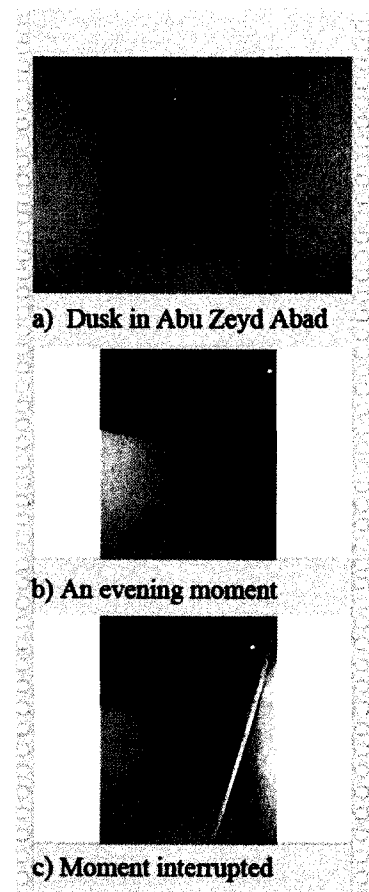 a) Dusk in Abu Zeyd Abad
b) An evening moment
c) Moment interrupted